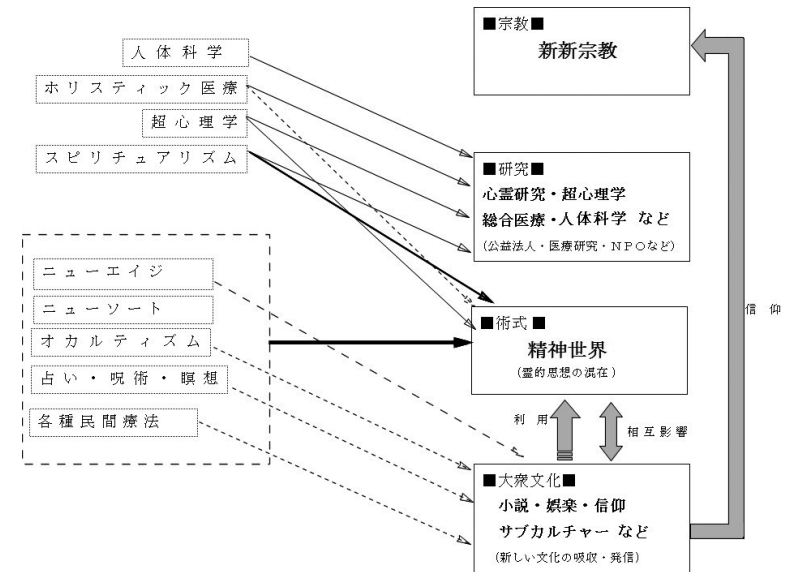 人体科学
ホリスティック医療
超心理学
スピリチュアリズム
ニューエイジ
ニューソート
オカルティズム
占い・呪術・瞑想
各種民間療法
■宗教■
新新宗教
■研究■
心霊研究・超心理学
総合医療・人体科学 など
(公益法人・医療研究・NPOなど)
■術式 ■
精神世界
(霊的思想の混在)
利用
相互影響
信仰
■大衆文化■
小説・娯楽・信仰
サブカルチャー など
(新しい文化の吸収・発信)